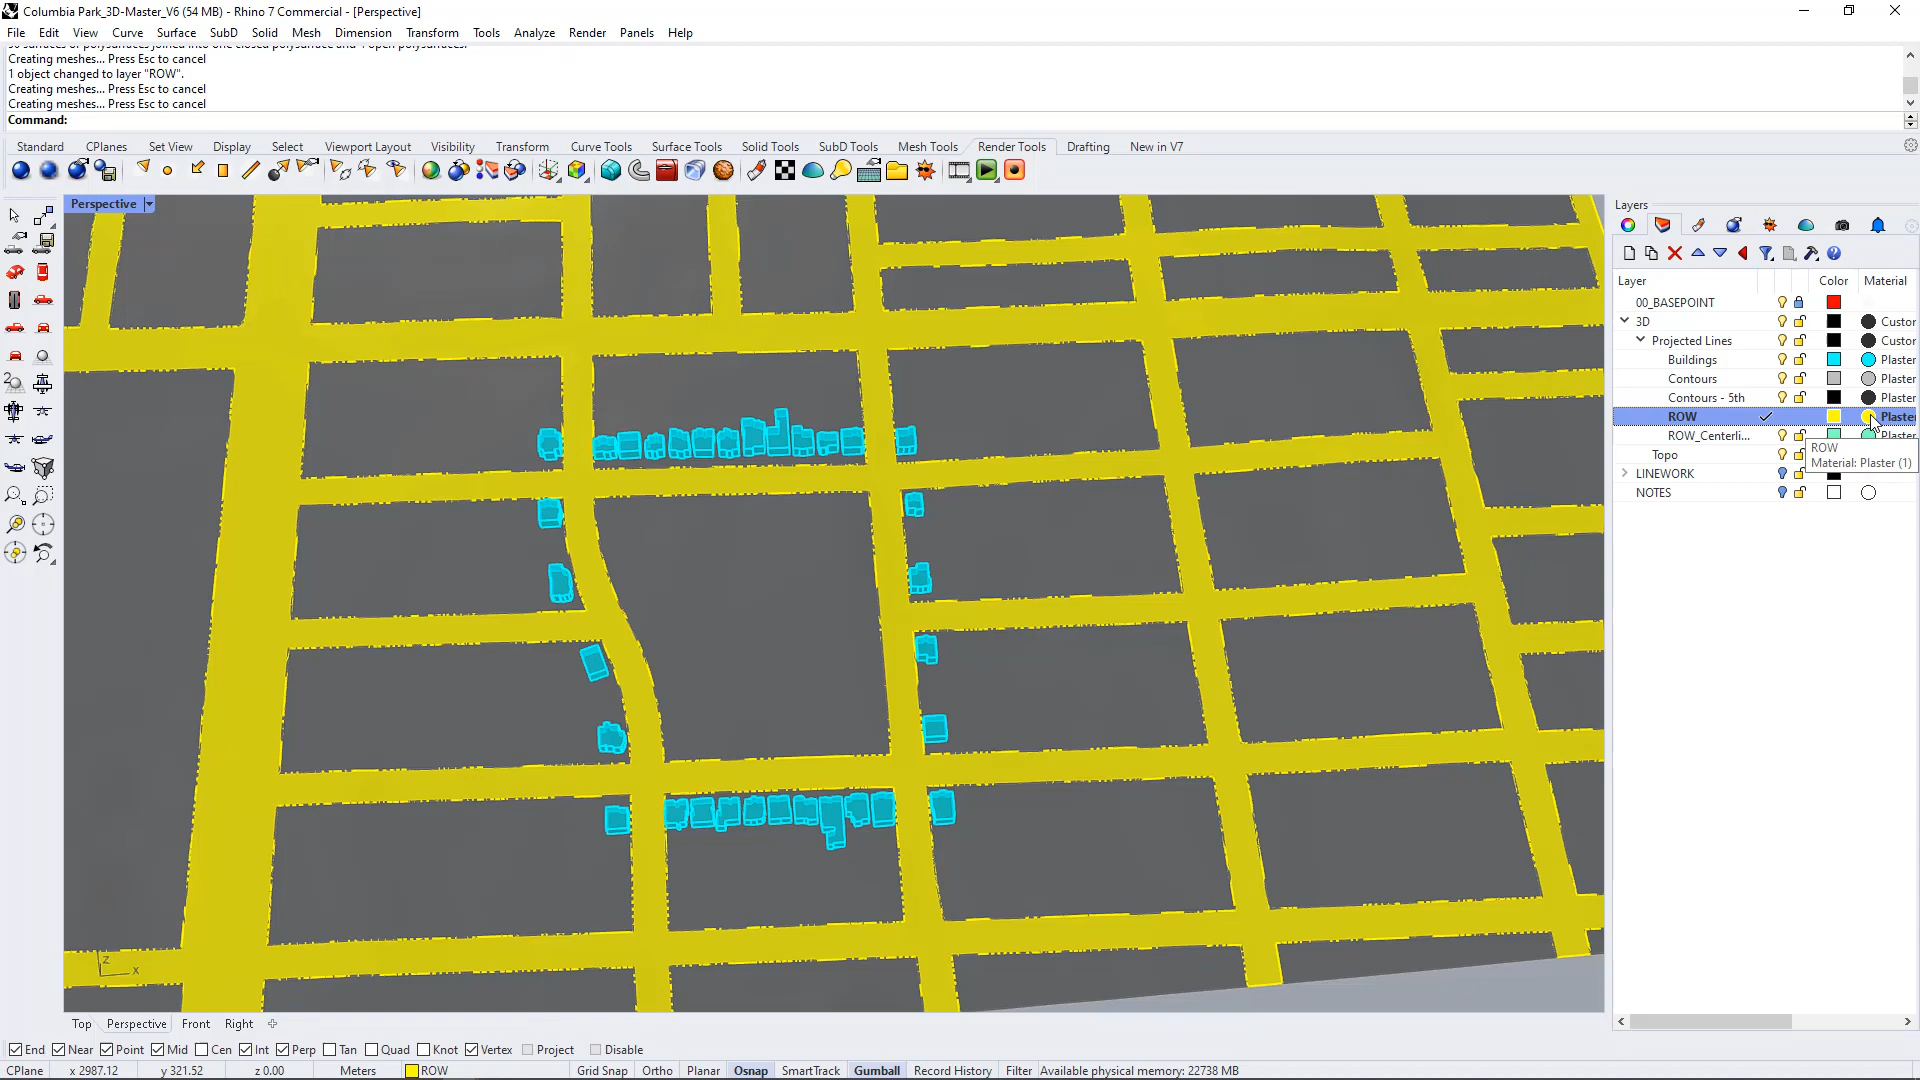 Columbia Park_3D-Master_V6 (54 MB) - Rhino 7 Commercial - [Perspective]
File Edit View Curve Surface SubD Solid Mesh Dimension Transform Tools Analyze Render Panels Help
Creating meshes... Press Esc to cancel
1 object changed to layer "ROW".
Creating meshes... Press Esc to cancel
Creating meshes... Press Esc to cancel
Command:
Standard CPlanes Set View Display Select Viewport Layout Visibility Transform Curve Tools Surface Tools Solid Tools SubD Tools Mesh Tools Render Tools Drafting New in V7
Perspective
z
x
Layers
Layer Color Material
00_BASEPOINT
3D Custor
Projected Lines Custor
Buildings Plaster
Contours Plaster
Contours - 5th Plaster
ROW Plaste
ROW_Centerli... Plaster
Topo
LINEWORK
NOTES
ROW
Material: Plaster (1)
Top Perspective Front Right
End Near Point Mid Cen Int Perp Tan Quad Knot Vertex Project Disable
CPlane x 2987.12 y 321.52 z 0.00 Meters ROW Grid Snap Ortho Planar Osnap SmartTrack Gumball Record History Filter Available physical memory: 22738 MB